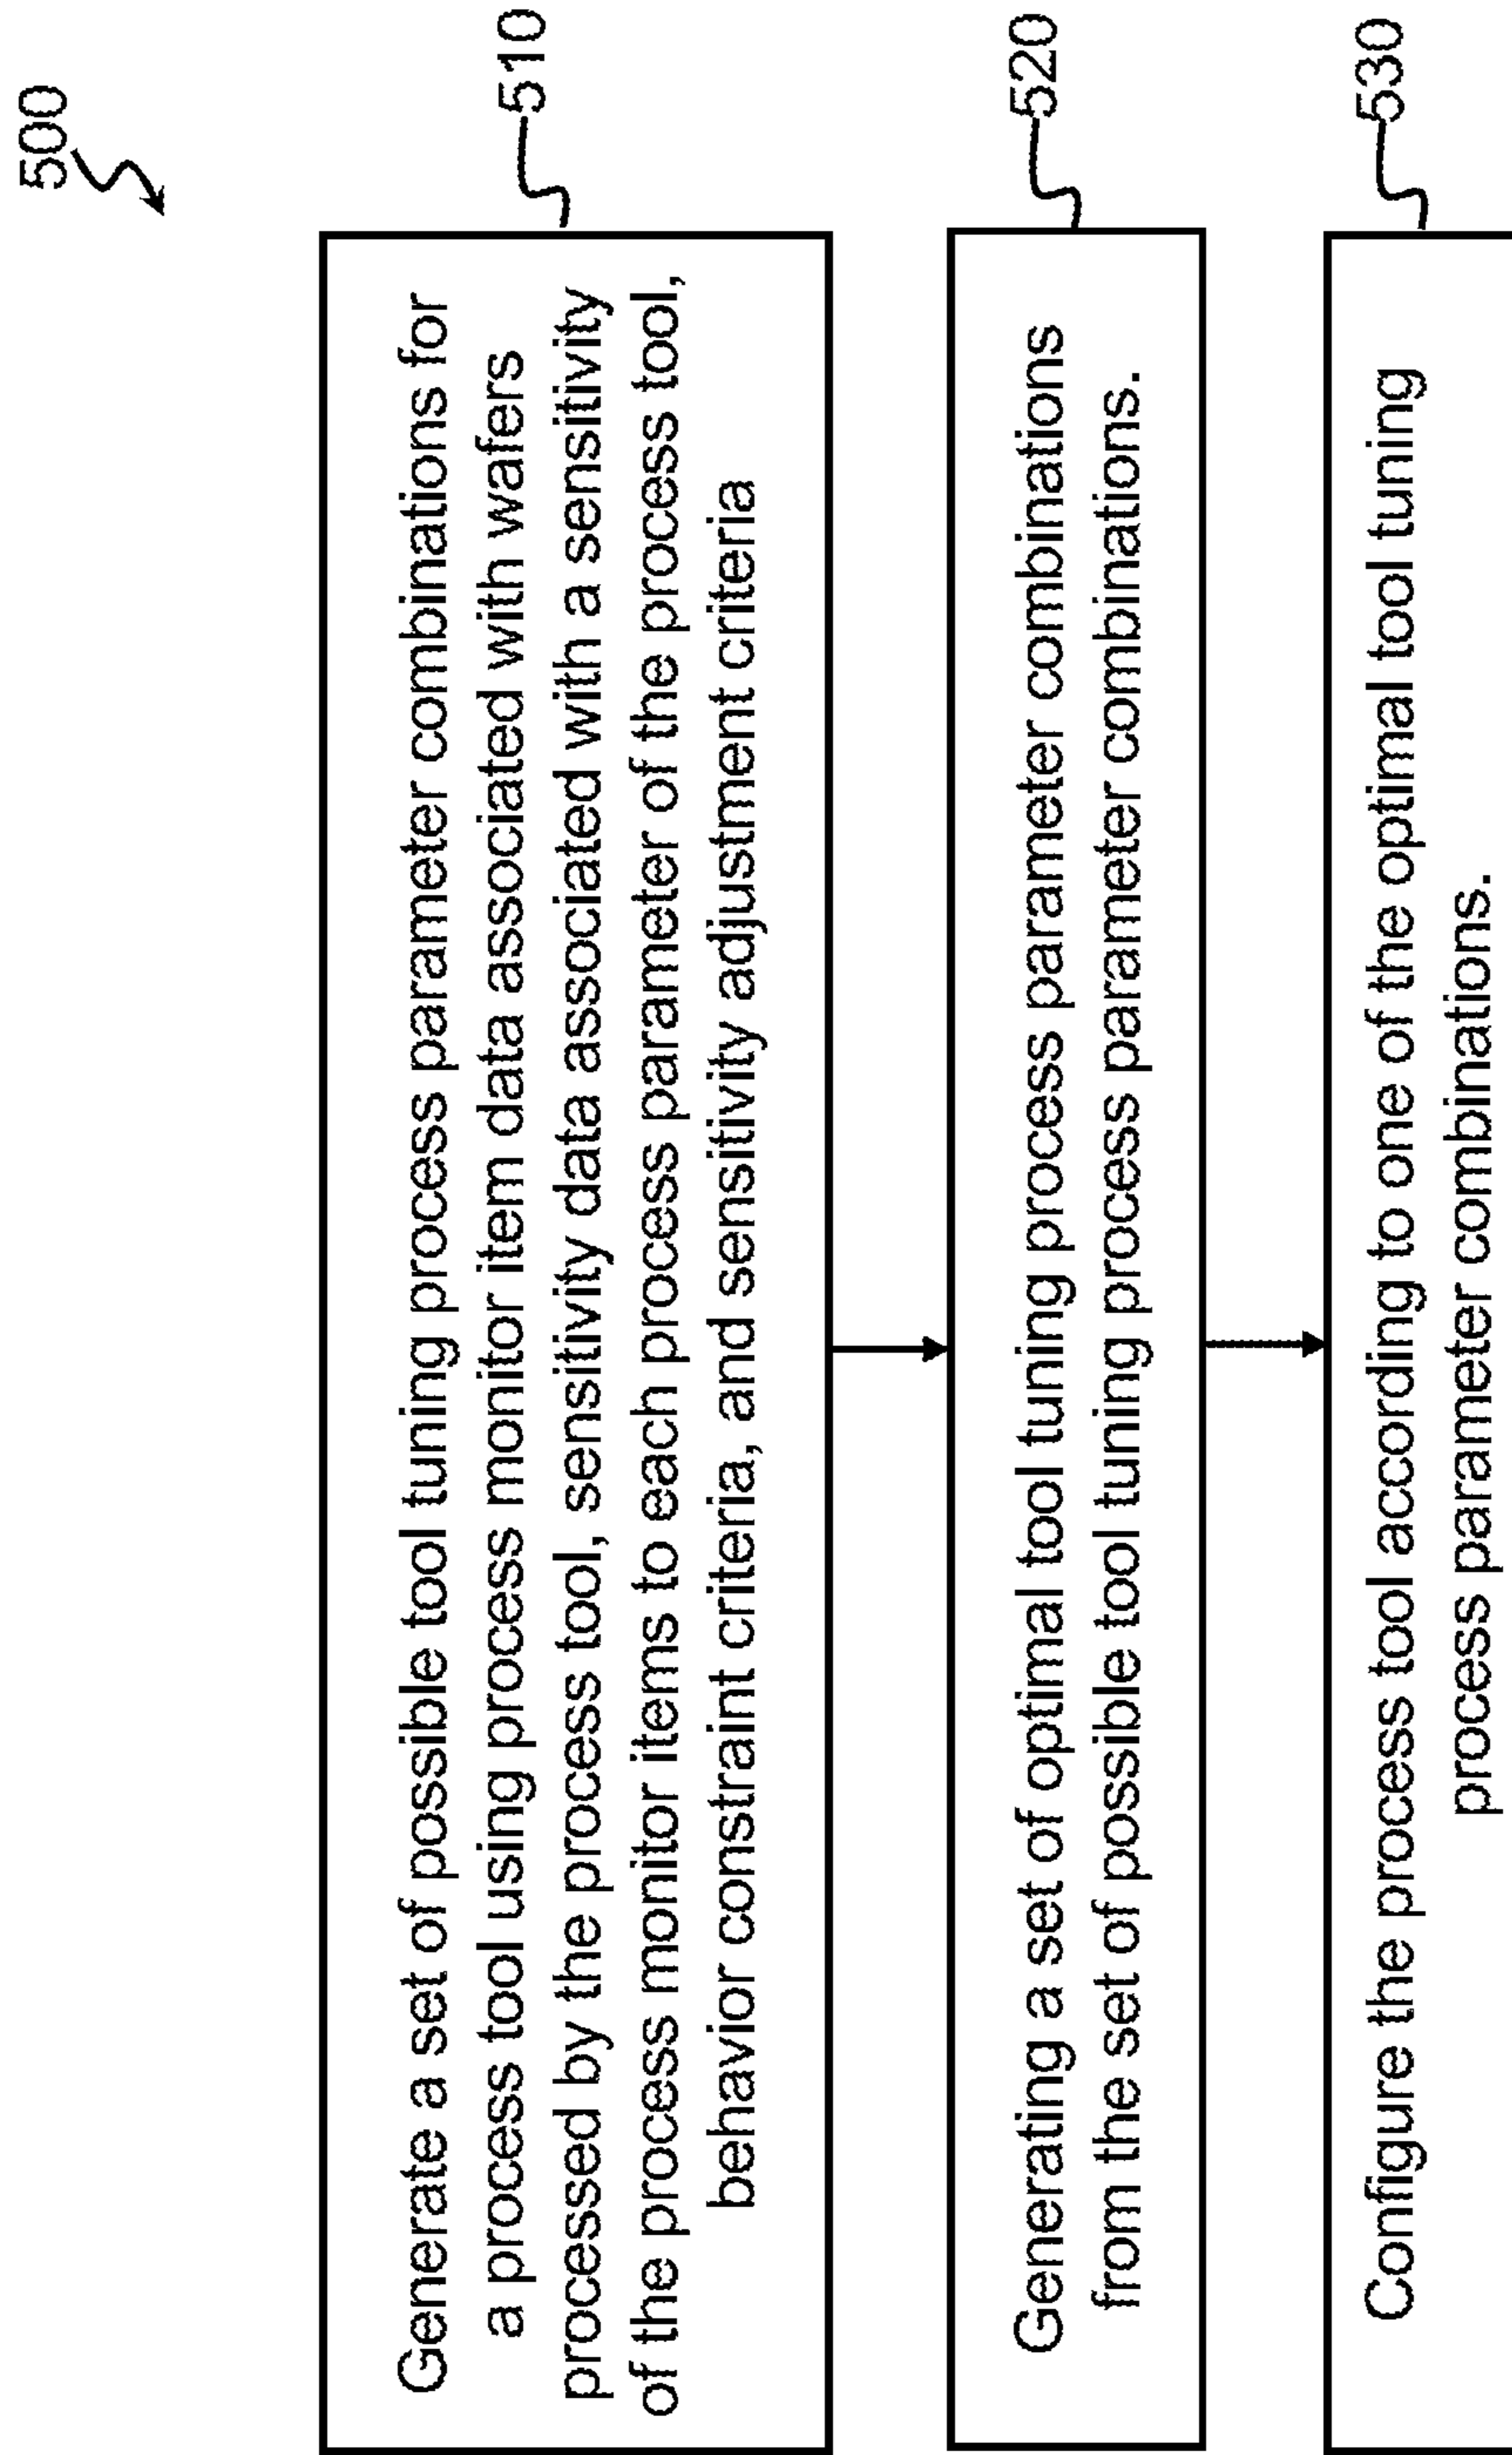 500
510
Generate a set of possible tool tuning process parameter combinations for
a process tool using process monitor item data associated with wafers
processed by the process tool, sensitivity data associated with a sensitivity
of the process monitor items to each process parameter of the process tool,
behavior constraint criteria, and sensitivity adjustment criteria
520
Generating a set of optimal tool tuning process parameter combinations
from the set of possible tool tuning process parameter combinations.
530
Configure the process tool according to one of the optimal tool tuning
process parameter combinations.